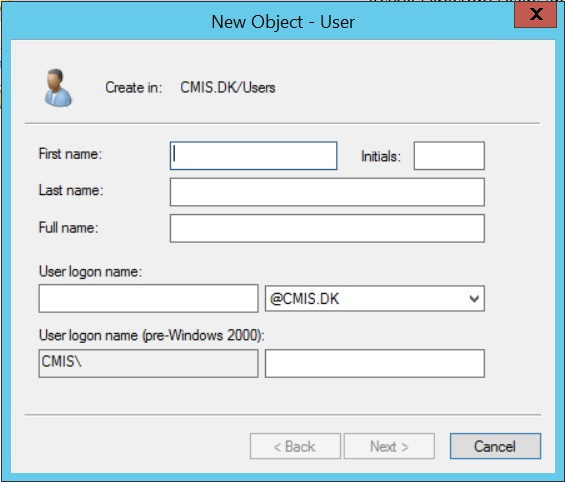 New Object - User
X
Create in: CMIS.DK/Users
First name:
Initials:
Last name:
Full name:
User logon name:
@CMIS.DK
User logon name (pre-Windows 2000):
CMIS\
< Back
Next >
Cancel